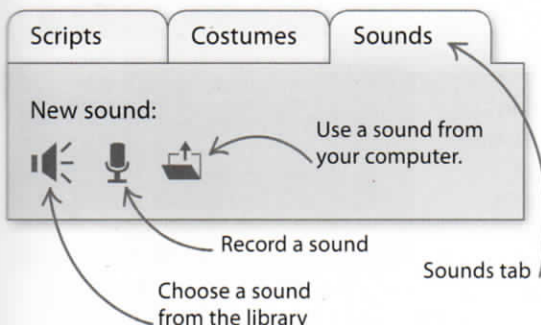 Scripts Costumes Sounds
New sound:
Use a sound from
your computer.
Record a sound
Sounds tab
Choose a sound
from the library